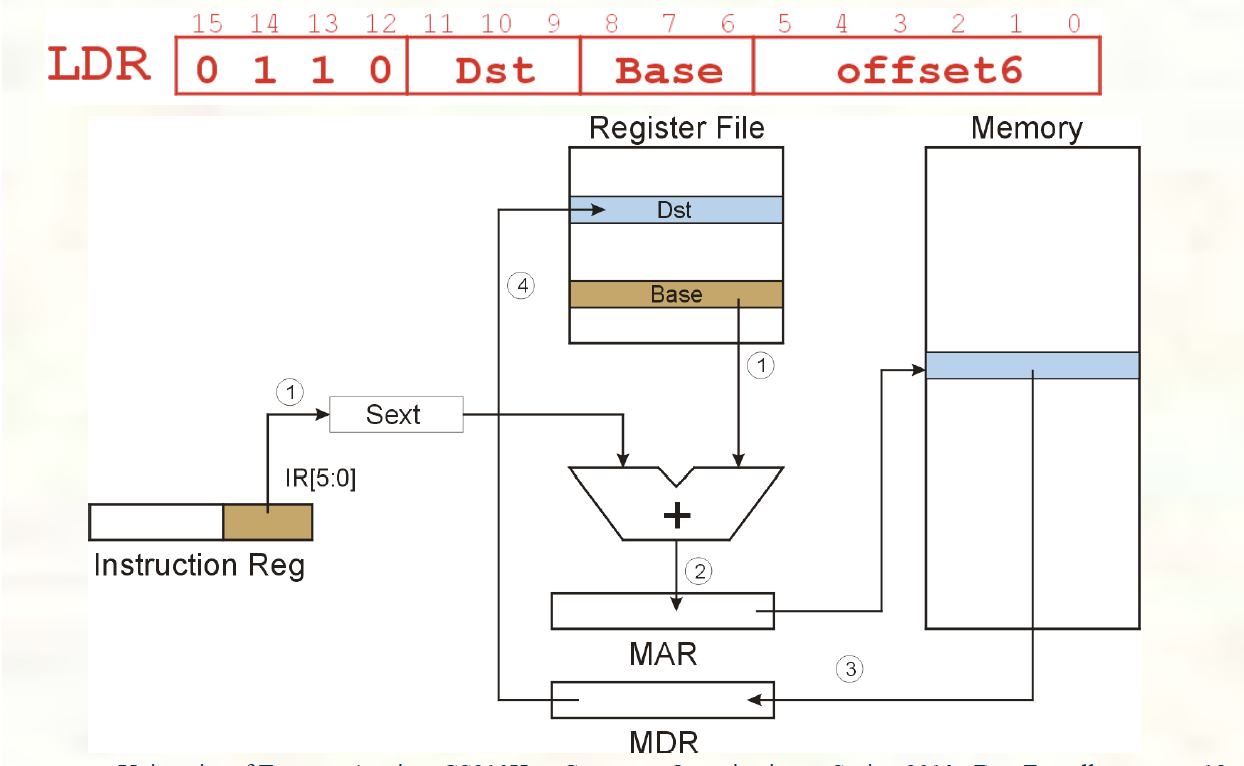 15 14 13 12 11 10 9 8 7 6 5 4 3 2 1 0
LDR 0 1 1 0 Dst Base offset6
Register File
Memory
Dst
4
Base
1
1
Sext
IR[5:0]
+
Instruction Reg
2
MAR
3
MDR